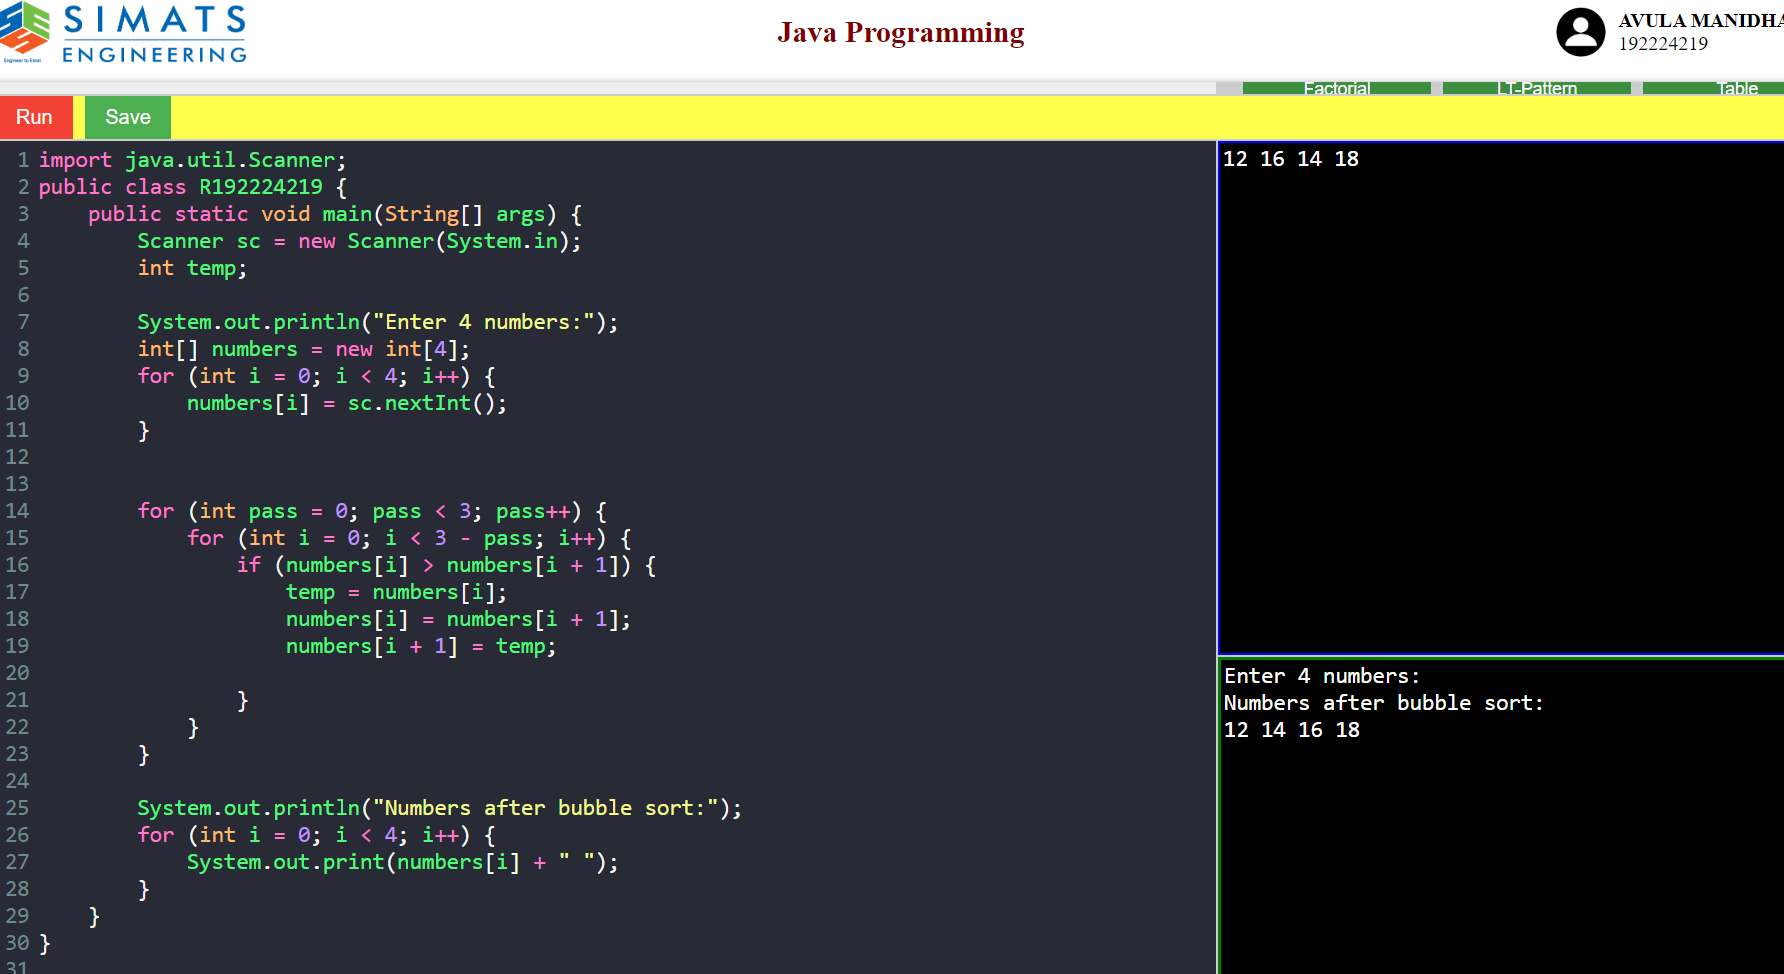 SIMATS
ENGINEERING
Engineer to Excel
Java Programming
AVULA MANIDHA
192224219
Factorial
LT-Pattern
Table
Run
Save
1 import java.util.Scanner;
2 public class R192224219 {
3     public static void main(String[] args) {
4         Scanner sc = new Scanner(System.in);
5         int temp;
6
7         System.out.println("Enter 4 numbers:");
8         int[] numbers = new int[4];
9         for (int i = 0; i < 4; i++) {
10             numbers[i] = sc.nextInt();
11         }
12
13
14         for (int pass = 0; pass < 3; pass++) {
15             for (int i = 0; i < 3 - pass; i++) {
16                 if (numbers[i] > numbers[i + 1]) {
17                     temp = numbers[i];
18                     numbers[i] = numbers[i + 1];
19                     numbers[i + 1] = temp;
20
21                 }
22             }
23         }
24
25         System.out.println("Numbers after bubble sort:");
26         for (int i = 0; i < 4; i++) {
27             System.out.print(numbers[i] + " ");
28         }
29     }
30 }
31
12 16 14 18
Enter 4 numbers:
Numbers after bubble sort:
12 14 16 18